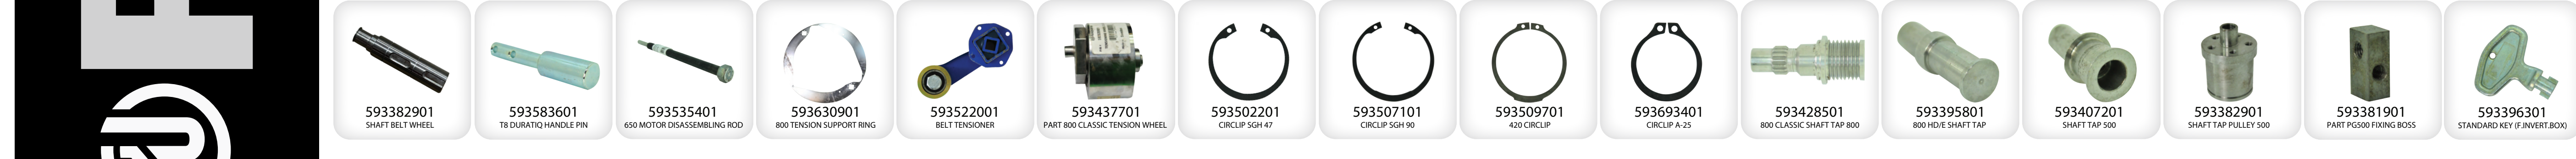 593382901
SHAFT BELT WHEEL
593583601
T8 DURATIQ HANDLE PIN
593535401
650 MOTOR DISASSEMBLING ROD
593630901
800 TENSION SUPPORT RING
593522001
BELT TENSIONER
593437701
PART 800 CLASSIC TENSION WHEEL
593502201
CIRCLIP SGH 47
593507101
CIRCLIP SGH 90
593509701
420 CIRCLIP
593693401
CIRCLIP A-25
593428501
800 CLASSIC SHAFT TAP 800
593395801
800 HD/E SHAFT TAP
593407201
SHAFT TAP 500
593382901
SHAFT TAP PULLEY 500
593381901
PART PG500 FIXING BOSS
593396301
STANDARD KEY (F.INVERT.BOX)